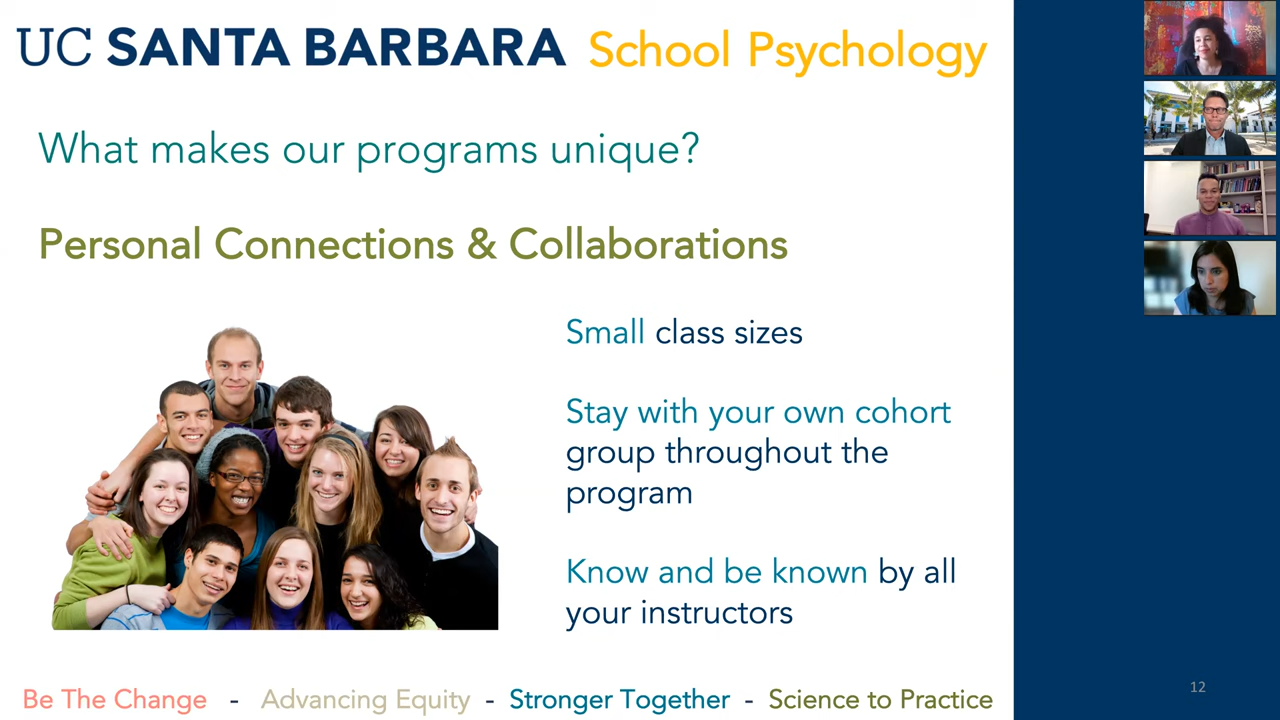 UC SANTA BARBARA School Psychology
What makes our programs unique?
Personal Connections & Collaborations
Small class sizes
Stay with your own cohort
group throughout the
program
Know and be known by all
your instructors
Be The Change - Advancing Equity - Stronger Together - Science to Practice
12